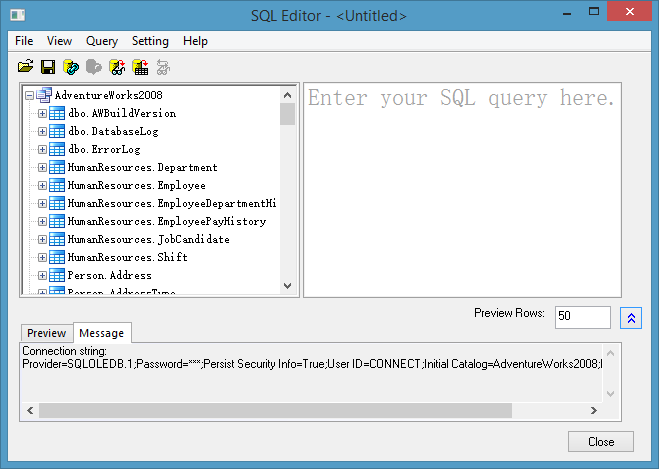 SQL Editor - <Untitled>
File View Query Setting Help
AdventureWorks2008
dbo.AWBuildVersion
dbo.DatabaseLog
dbo.ErrorLog
HumanResources.Department
HumanResources.Employee
HumanResources.EmployeeDepartmentHi
HumanResources.EmployeePayHistory
HumanResources.JobCandidate
HumanResources.Shift
Person.Address
Person.AddressType
Enter your SQL query here.
Preview Rows: 50
Preview Message
Connection string:
Provider=SQLOLEDB.1;Password=***;Persist Security Info=True;User ID=CONNECT;Initial Catalog=AdventureWorks2008;
Close